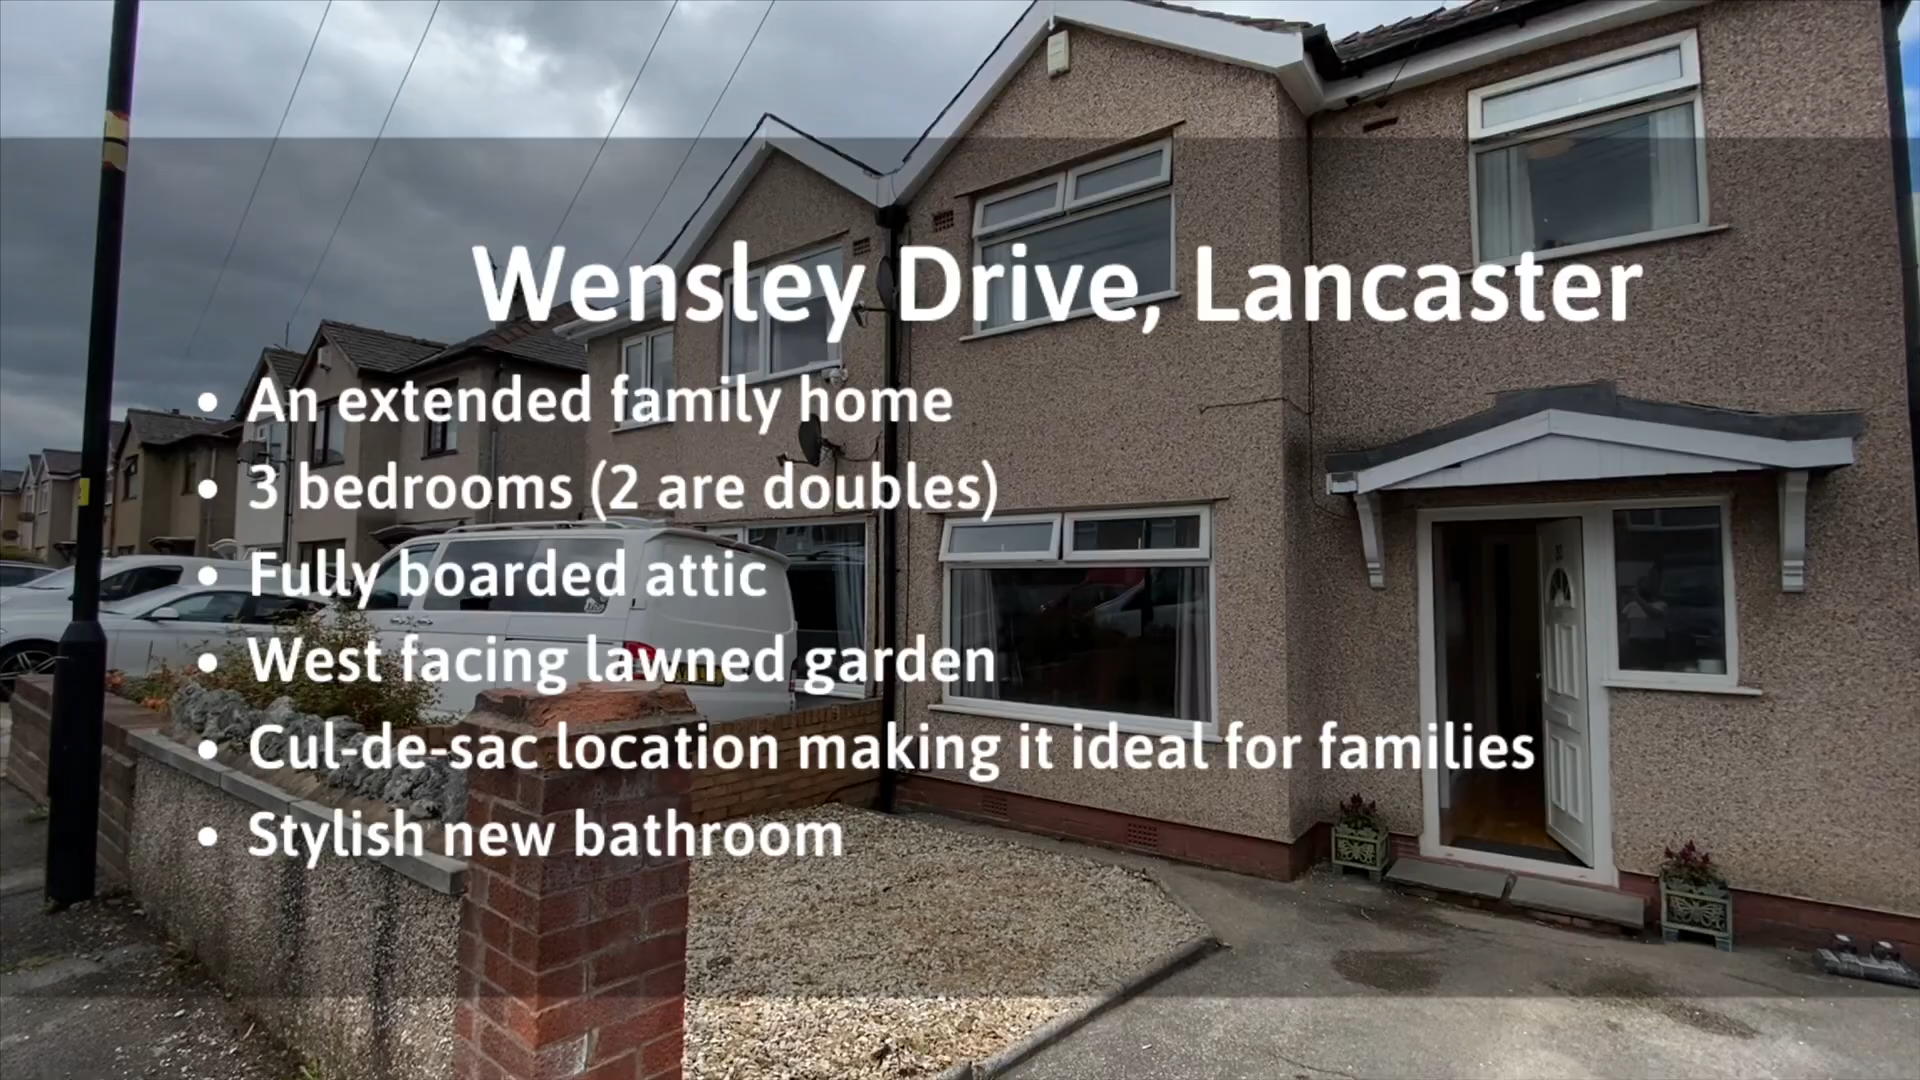 Wensley Drive, Lancaster
• An extended family home
• 3 bedrooms (2 are doubles)
• Fully boarded attic
• West facing lawned garden
• Cul-de-sac location making it ideal for families
• Stylish new bathroom